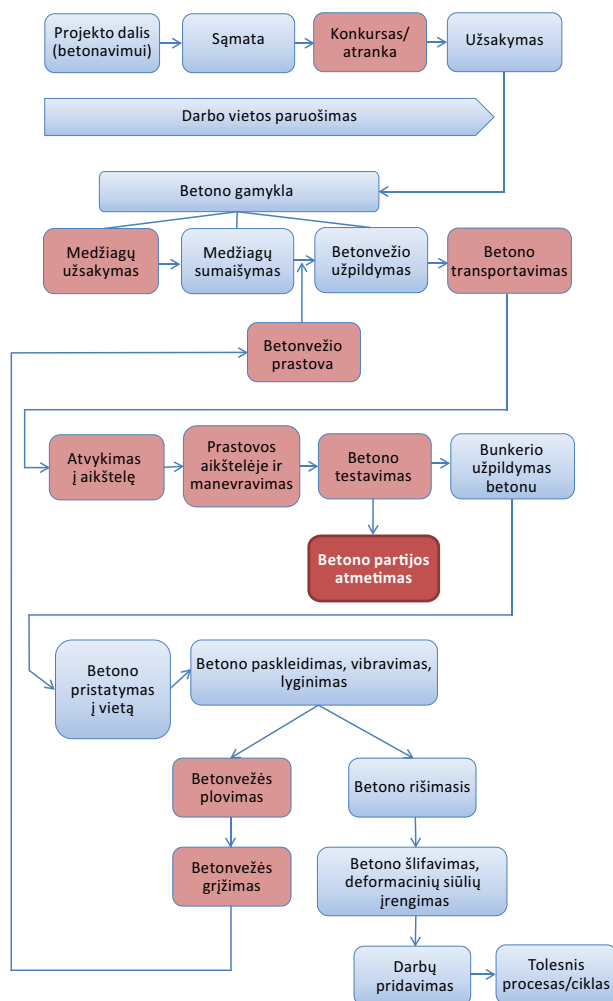 Projekto dalis
(betonavimui)
Sąmata
Konkursas/
atranka
Užsakymas
Darbo vietos paruošimas
Betono gamykla
Medžiagų
užsakymas
Medžiagų
sumaišymas
Betonvežio
užpildymas
Betono
transportavimas
Betonvežio
prastova
Atvykimas
į aikštelę
Prastovos
aikštelėje ir
manevravimas
Betono
testavimas
Bunkerio
užpildymas
betonu
Betono partijos
atmetimas
Betono
pristatymas
į vietą
Betono paskleidimas, vibravimas,
lyginimas
Betonvežės
plovimas
Betono rišimasis
Betonvežės
grįžimas
Betono šlifavimas,
deformacinių siūlių
įrengimas
Darbų
pridavimas
Tolesnis
procesas/ciklas